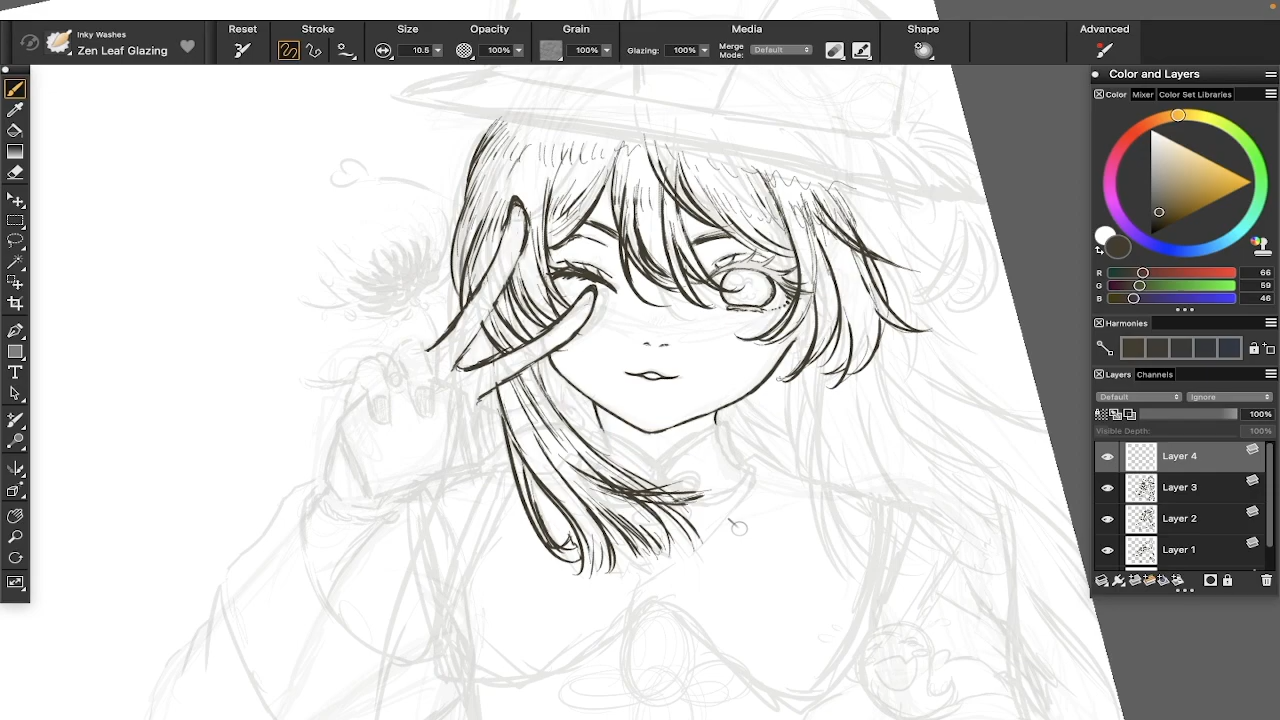 Reset
Stroke
Size
Opacity
Grain
Media
Shape
Advanced
Inky Washes
Zen Leaf Glazing
10.5
100%
100%
Glazing:
100%
Merge
Mode:
Default
Color and Layers
Color
Mixer
Color Set Libraries
R
66
G
59
B
46
Harmonies
Layers
Channels
Default
Ignore
100%
Visible Depth:
100%
Layer 4
Layer 3
Layer 2
Layer 1
T